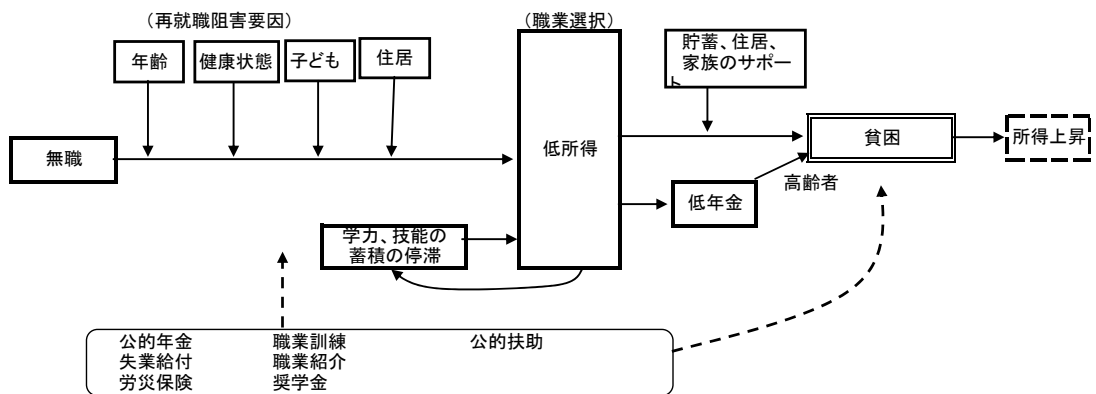 （再就職阻害要因）
（職業選択）
年齢
健康状態
子ども
住居
貯蓄、住居、
家族のサポー
ト
無職
低所得
貧困
所得上昇
低年金
高齢者
学力、技能の
蓄積の停滞
公的年金
失業給付
労災保険
職業訓練
職業紹介
奨学金
公的扶助